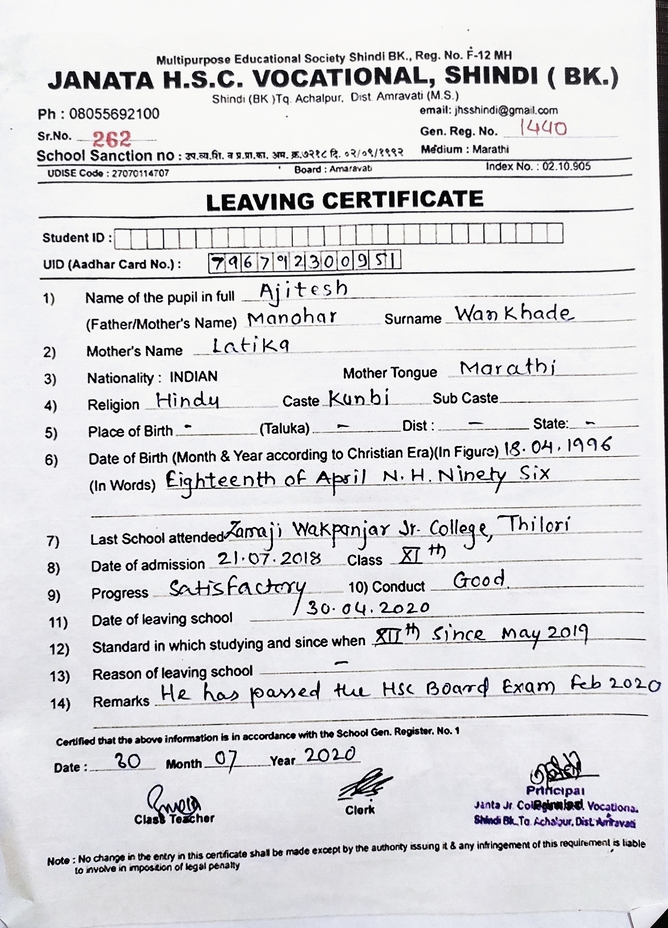 Multipurpose Educational Society Shindi BK., Reg. No. F-12 MH
JANATA H.S.C. VOCATIONAL, SHINDI ( BK.)
Shindi (BK )Tq. Achalpur, Dist. Amravati (M.S.)
Ph : 08055692100 email: jhsshindi@gmail.com
Sr.No. 262 Gen. Reg. No. 1440
School Sanction no : उप.व्य.शि. व प्र.प्रा.का. अम. क्र.७२१८ दि. ०२/०९/१९९२ Medium : Marathi
UDISE Code : 27070114707 Board : Amaravati Index No. : 02.10.905
LEAVING CERTIFICATE
Student ID :
UID (Aadhar Card No.) : 796792300951
1) Name of the pupil in full Ajitesh
(Father/Mother's Name) Manohar Surname Wankhade
2) Mother's Name Latika
3) Nationality : INDIAN Mother Tongue Marathi
4) Religion Hindu Caste Kunbi Sub Caste
5) Place of Birth - (Taluka) - Dist : - State: -
6) Date of Birth (Month & Year according to Christian Era)(In Figure) 18.04.1996
(In Words) Eighteenth of April N.H. Ninety Six
7) Last School attended Zamaji Wakpanjar Jr. College, Thilori
8) Date of admission 21.07.2018 Class XI th
9) Progress Satisfactory 10) Conduct Good.
11) Date of leaving school 30.04.2020
12) Standard in which studying and since when XII th since May 2019
13) Reason of leaving school -
14) Remarks He has passed the HSC Board Exam Feb 2020
Certified that the above information is in accordance with the School Gen. Register. No. 1
Date : 30 Month 07 Year 2020
Class Teacher Clerk Principal
Janta Jr. Vocationa.
Shindi Bk. Tq. Achalpur, Dist. Amravati
Note : No change in the entry in this certificate shall be made except by the authority issuing it & any infringement of this requirement is liable
to involve in imposition of legal penalty